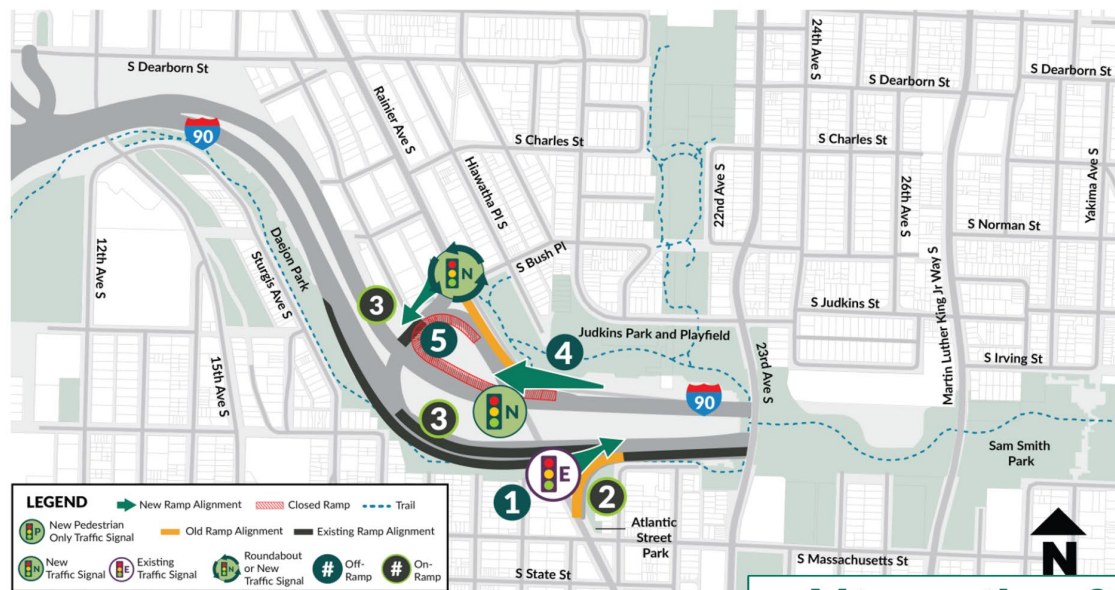 S Dearborn St
24th Ave S
S Dearborn St
S Dearborn St
Rainier Ave S
90
S Charles St
S Charles St
Hiawatha Pl S
22nd Ave S
26th Ave S
Yakima Ave S
S Norman St
12th Ave S
Daejon Park
Sturgis Ave S
S Bush Pl
N
Martin Luther King Jr Way S
3
S Judkins St
5
Judkins Park and Playfield
4
23rd Ave S
S Irving St
15th Ave S
90
3
N
Sam Smith
Park
E
1
2
Atlantic
Street
Park
N
S Massachusetts St
S State St
LEGEND
New Ramp Alignment
Closed Ramp
Trail
P
New Pedestrian
Only Traffic Signal
Old Ramp Alignment
Existing Ramp Alignment
N
New
Traffic Signal
E
Existing
Traffic Signal
N
Roundabout
or New
Traffic Signal
#
Off-
Ramp
#
On-
Ramp